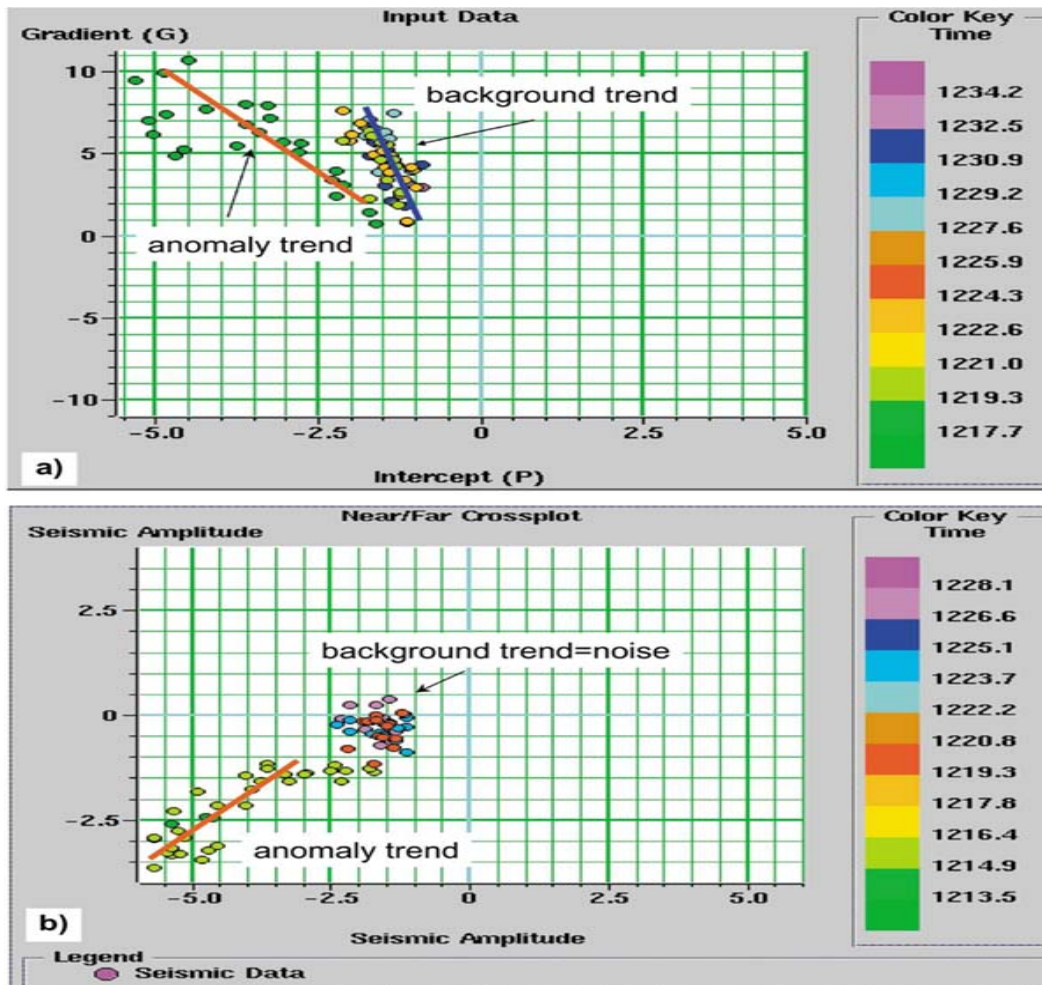 Input Data
Gradient (G)
Color Key
Time
10
5
0
-5
-10
background trend
anomaly trend
-5.0 -2.5 0 2.5 5.0
Intercept (P)
a)
1234.2
1232.5
1230.9
1229.2
1227.6
1225.9
1224.3
1222.6
1221.0
1219.3
1217.7
Near/Far Crossplot
Seismic Amplitude
Color Key
Time
2.5
0
-2.5
background trend=noise
anomaly trend
-5.0 -2.5 0 2.5 5.0
Seismic Amplitude
b)
1228.1
1226.6
1225.1
1223.7
1222.2
1220.8
1219.3
1217.8
1216.4
1214.9
1213.5
Legend
Seismic Data